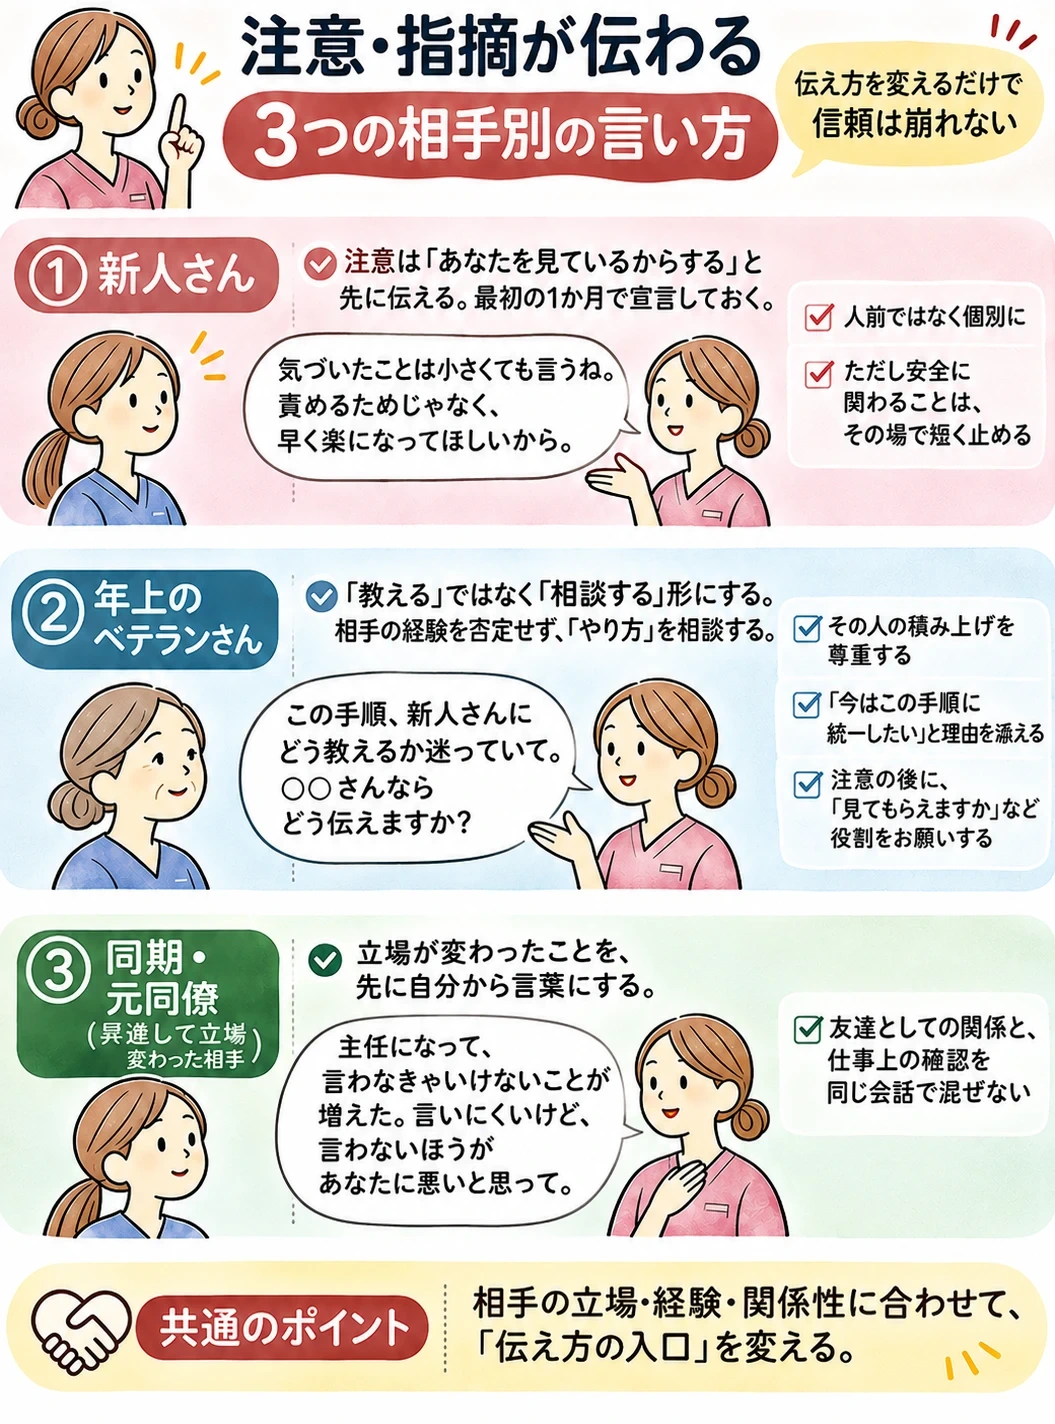 注意・指摘が伝わる
3つの相手別の言い方
伝え方を変えるだけで
信頼は崩れない
① 新人さん
注意は「あなたを見ているからする」と
先に伝える。最初の1か月で宣言しておく。
気づいたことは小さくても言うね。
責めるためじゃなく、
早く楽になってほしいから。
人前ではなく個別に
ただし安全に
関わることは、
その場で短く止める
② 年上の
ベテランさん
「教える」ではなく「相談する」形にする。
相手の経験を否定せず、「やり方」を相談する。
この手順、新人さんに
どう教えるか迷っていて。
○○さんなら
どう伝えますか?
その人の積み上げを
尊重する
「今はこの手順に
統一したい」と理由を添える
注意の後に、
「見てもらえますか」など
役割をお願いする
③ 同期・
元同僚
(昇進して立場
変わった相手)
立場が変わったことを、
先に自分から言葉にする。
主任になって、
言わなきゃいけないことが
増えた。言いにくいけど、
言わないほうが
あなたに悪いと思って。
友達としての関係と、
仕事上の確認を
同じ会話で混ぜない
共通のポイント
相手の立場・経験・関係性に合わせて、
「伝え方の入口」を変える。